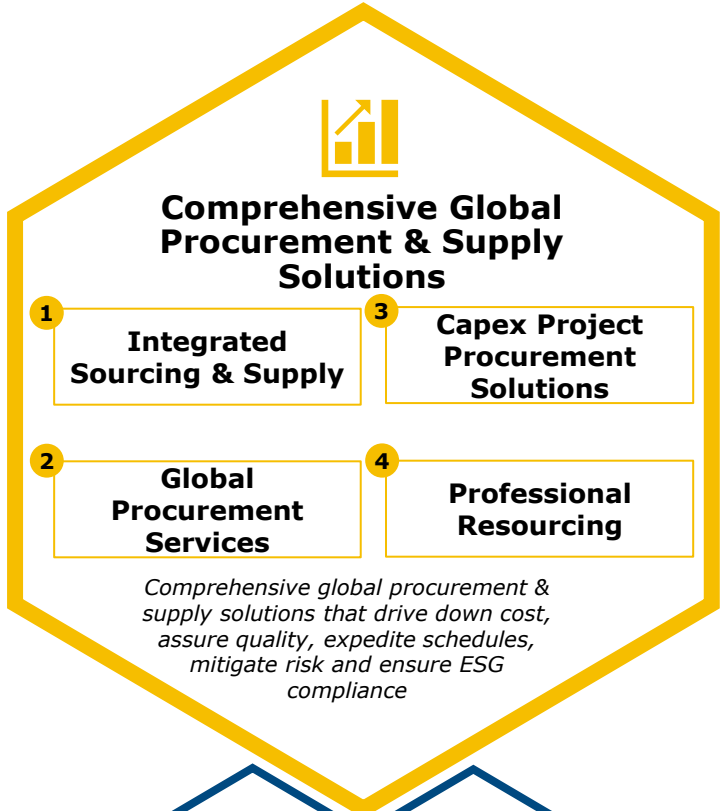 Comprehensive Global
Procurement & Supply
Solutions
1
Integrated
Sourcing & Supply
2
Global
Procurement
Services
3
Capex Project
Procurement
Solutions
4
Professional
Resourcing
Comprehensive global procurement &
supply solutions that drive down cost,
assure quality, expedite schedules,
mitigate risk and ensure ESG
compliance